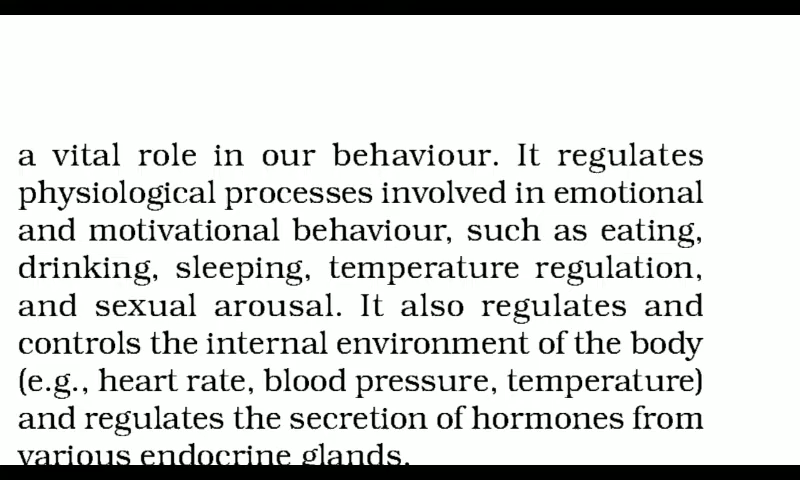 a vital role in our behaviour. It regulates
physiological processes involved in emotional
and motivational behaviour, such as eating,
drinking, sleeping, temperature regulation,
and sexual arousal. It also regulates and
controls the internal environment of the body
(e.g., heart rate, blood pressure, temperature)
and regulates the secretion of hormones from
various endocrine glands.